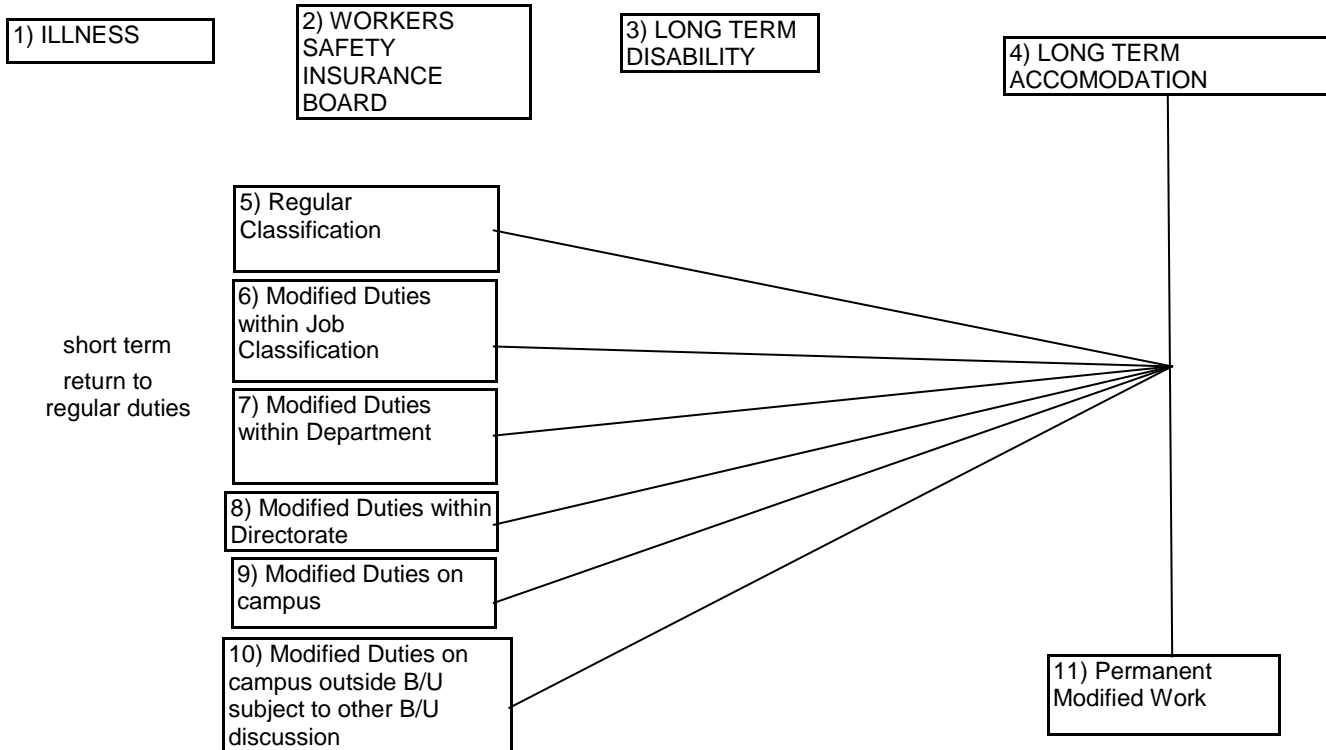 1) ILLNESS
2) WORKERS
SAFETY
INSURANCE
BOARD
3) LONG TERM
DISABILITY
4) LONG TERM
ACCOMODATION
5) Regular
Classification
6) Modified Duties
within Job
Classification
short term
return to
regular duties
7) Modified Duties
within Department
8) Modified Duties within
Directorate
9) Modified Duties on
campus
10) Modified Duties on
campus outside B/U
subject to other B/U
discussion
11) Permanent
Modified Work